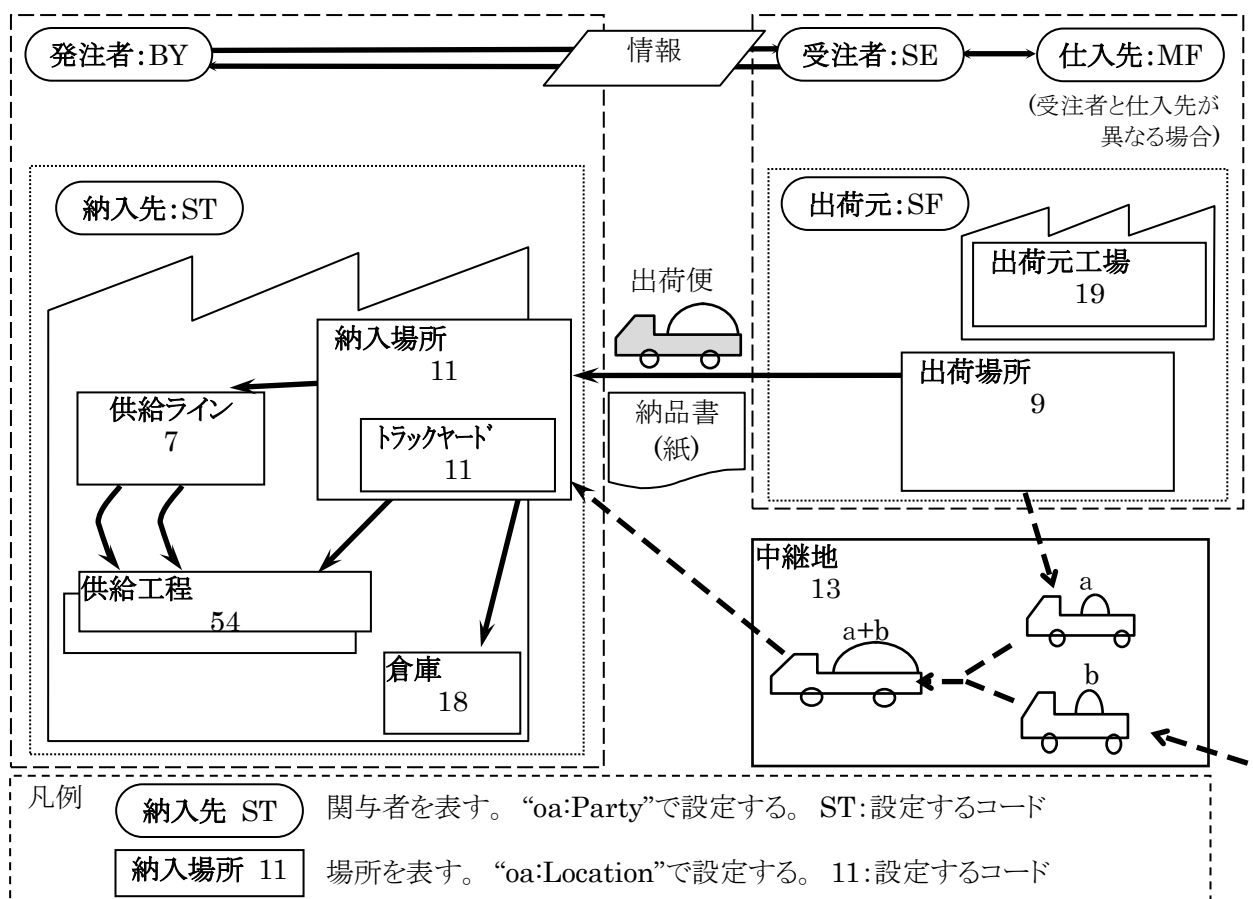 発注者:BY
情報
受注者:SE
仕入先:MF
(受注者と仕入先が
異なる場合)
納入先:ST
出荷元:SF
出荷元工場
19
出荷便
納入場所
11
出荷場所
9
供給ライン
7
トラックヤード
11
納品書
(紙)
中継地
13
a
a+b
b
供給工程
54
倉庫
18
凡例
納入先 ST
関与者を表す。 “oa:Party”で設定する。 ST:設定するコード
納入場所 11
場所を表す。 “oa:Location”で設定する。 11:設定するコード